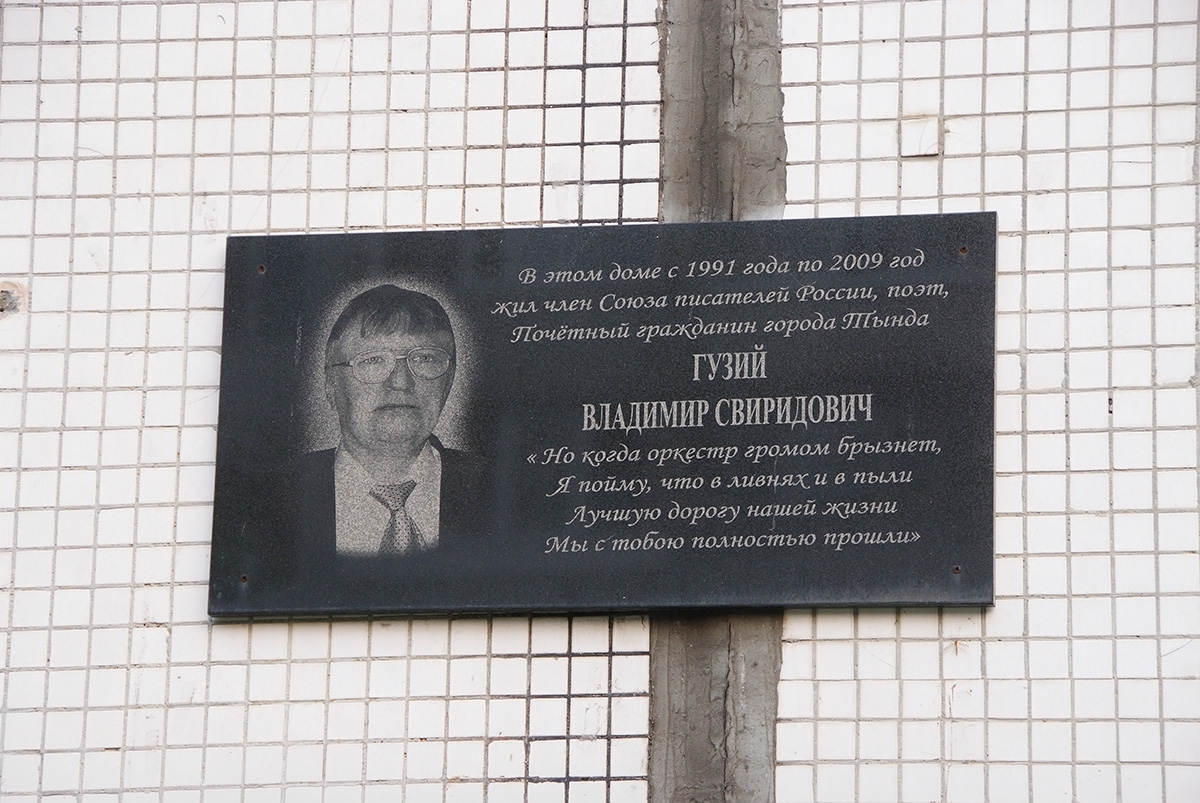 В этом доме с 1991 года по 2009 год
жил член Союза писателей России, поэт,
Почётный гражданин города Тында
ГУЗИЙ
ВЛАДИМИР СВИРИДОВИЧ
« Но когда оркестр громом брызнет,
Я пойму, что в ливнях и в пыли
Лучшую дорогу нашей жизни
Мы с тобою полностью прошли»